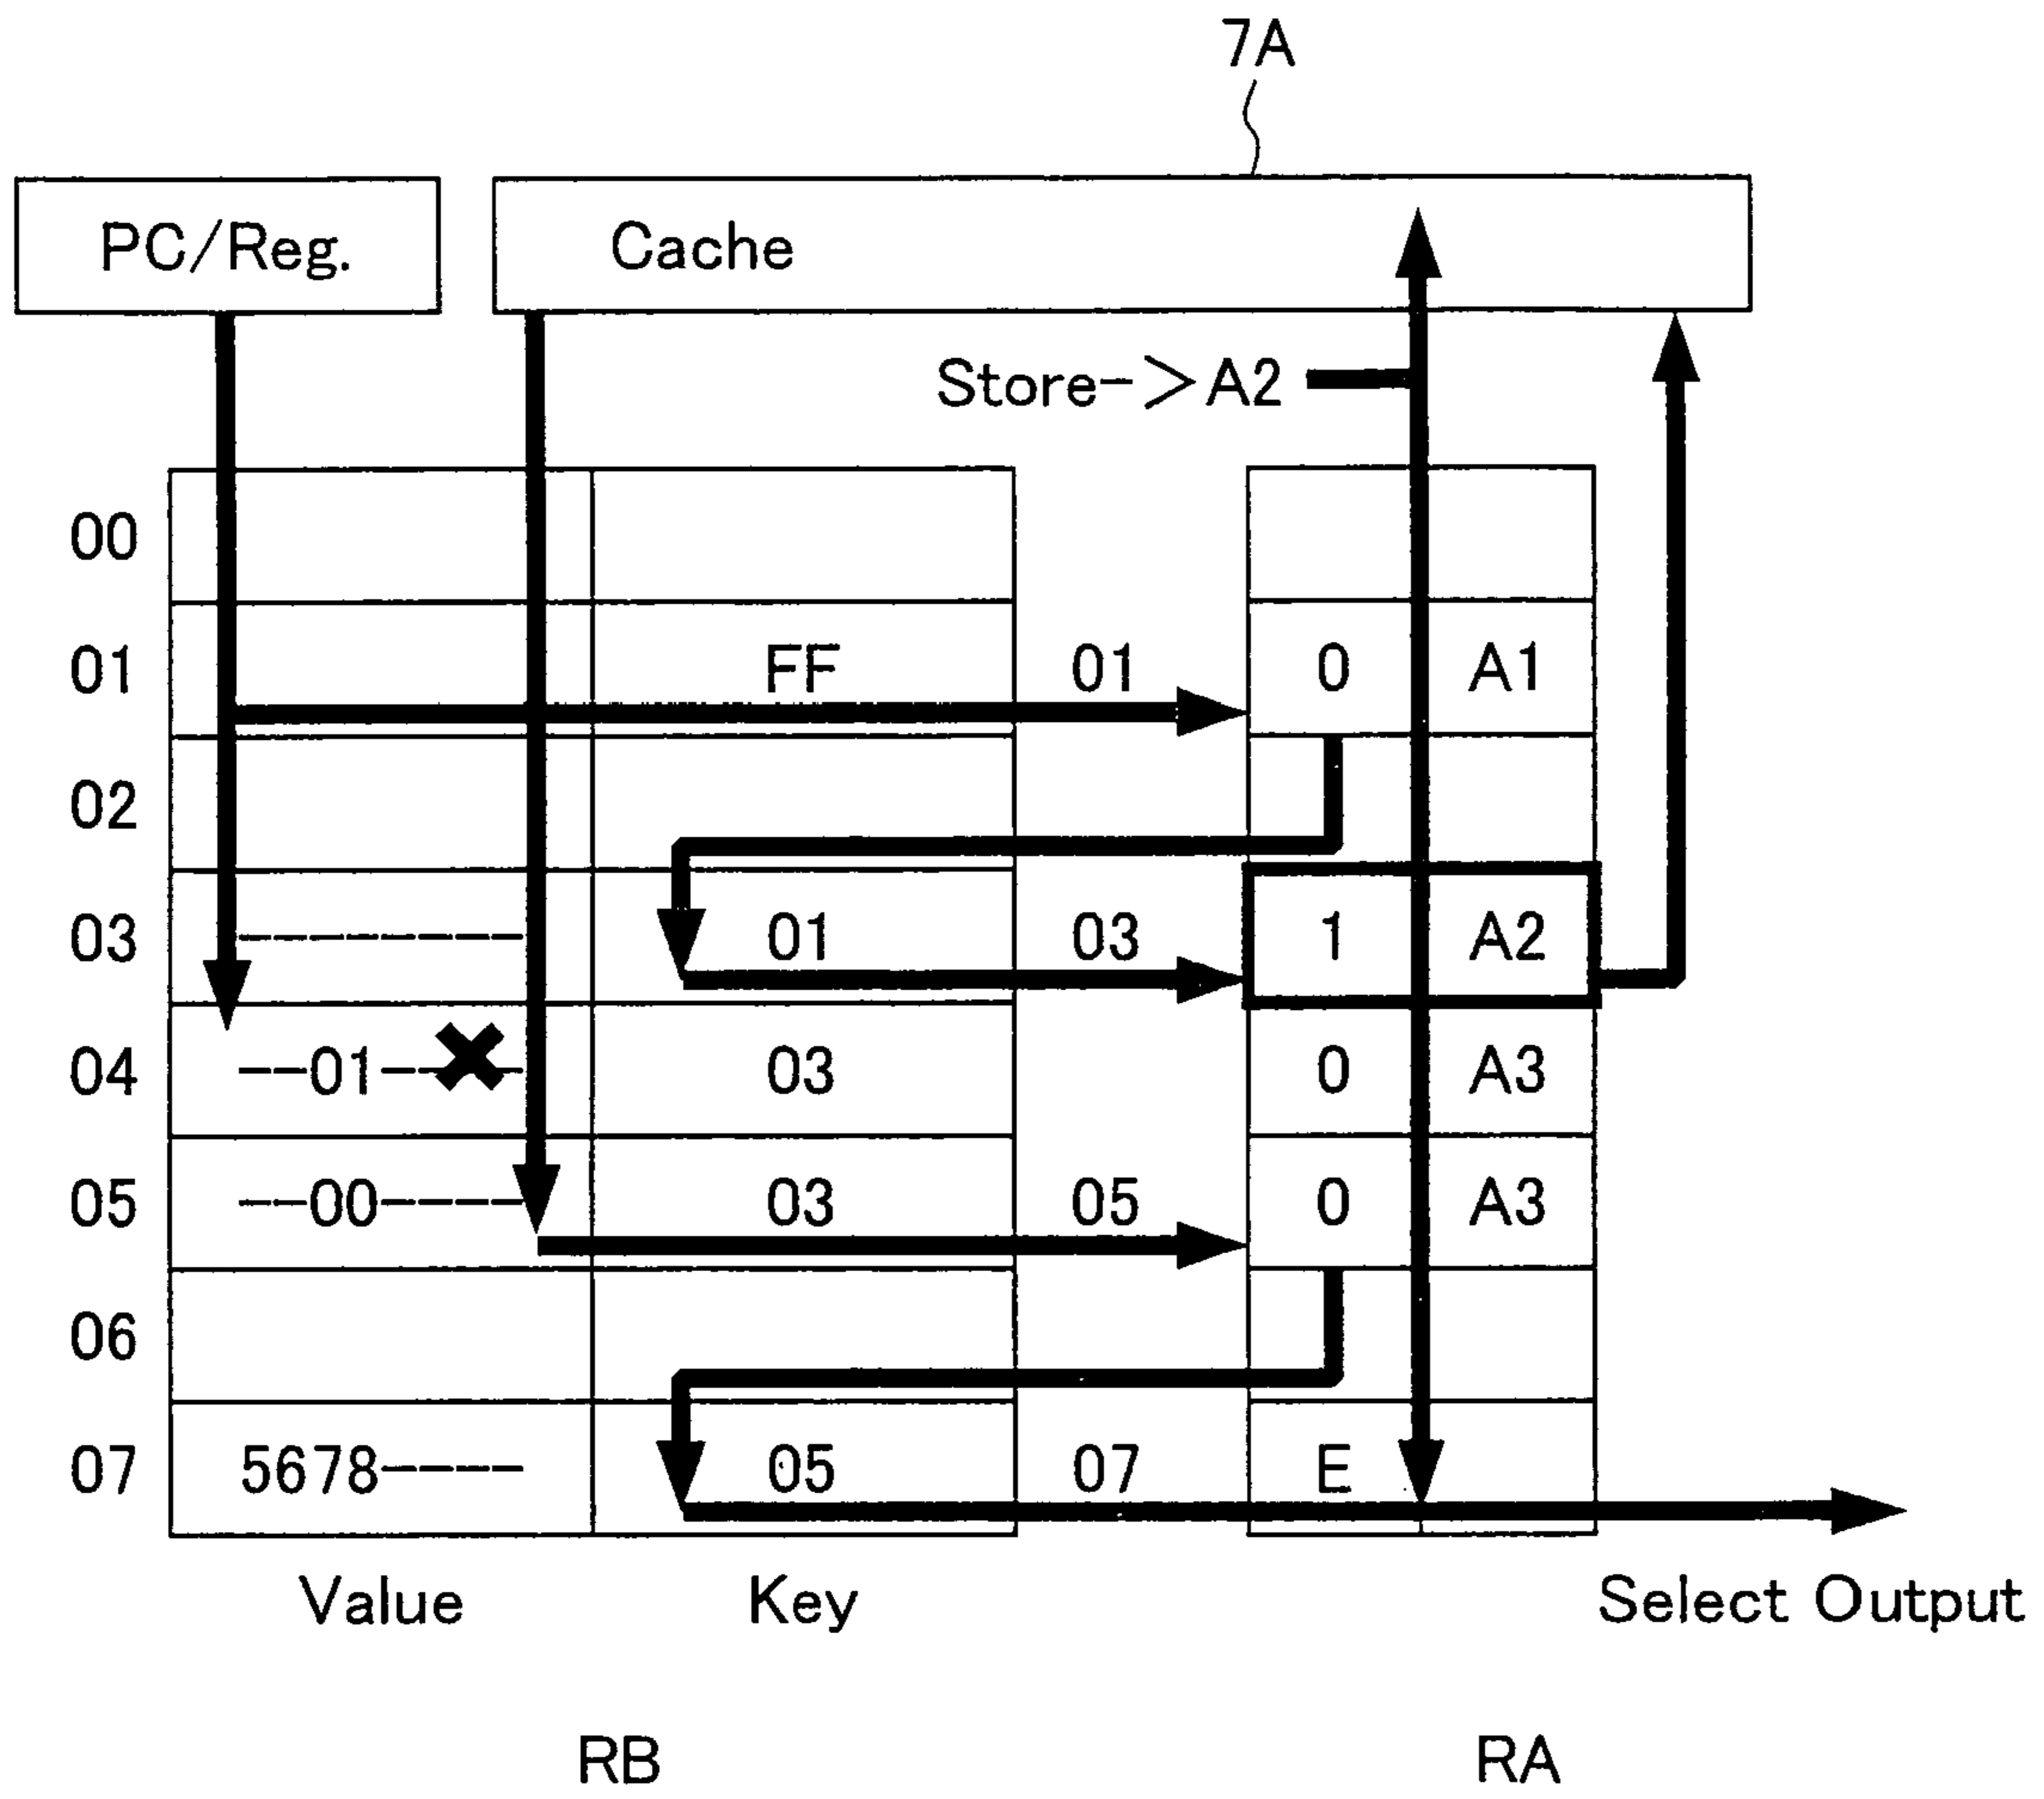 7A
PC/Reg. Cache
Store->A2
00
01 FF 01 0 A1
02
03 --------- 01 03 1 A2
04 --01---- 03 0 A3
05 --00---- 03 05 0 A3
06
07 5678---- 05 07 E
Value Key Select Output
RB RA